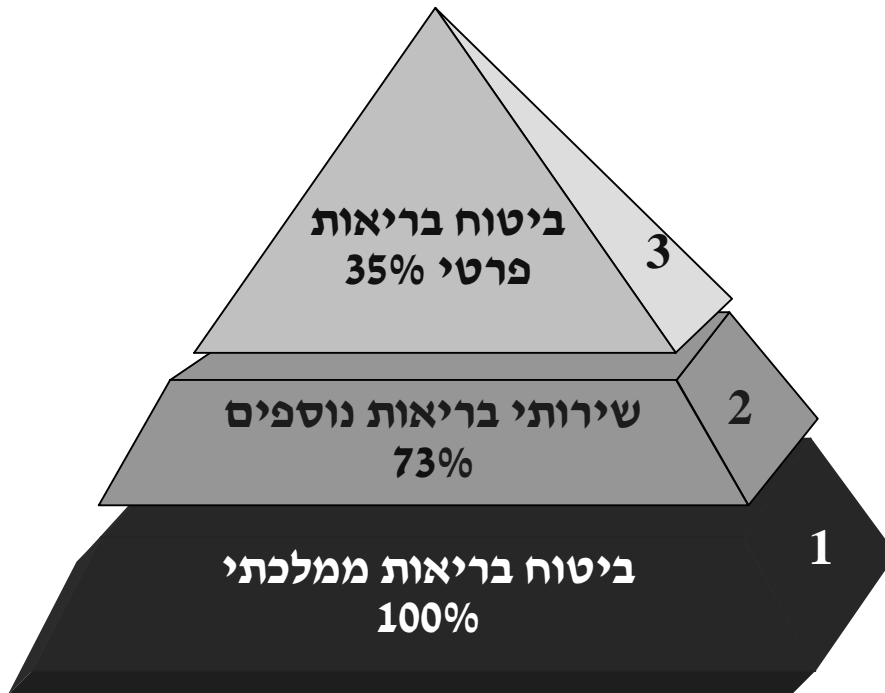 ביטוח בריאות
פרטי 35%
3
שירותי בריאות נוספים
73%
2
ביטוח בריאות ממלכתי
100%
1